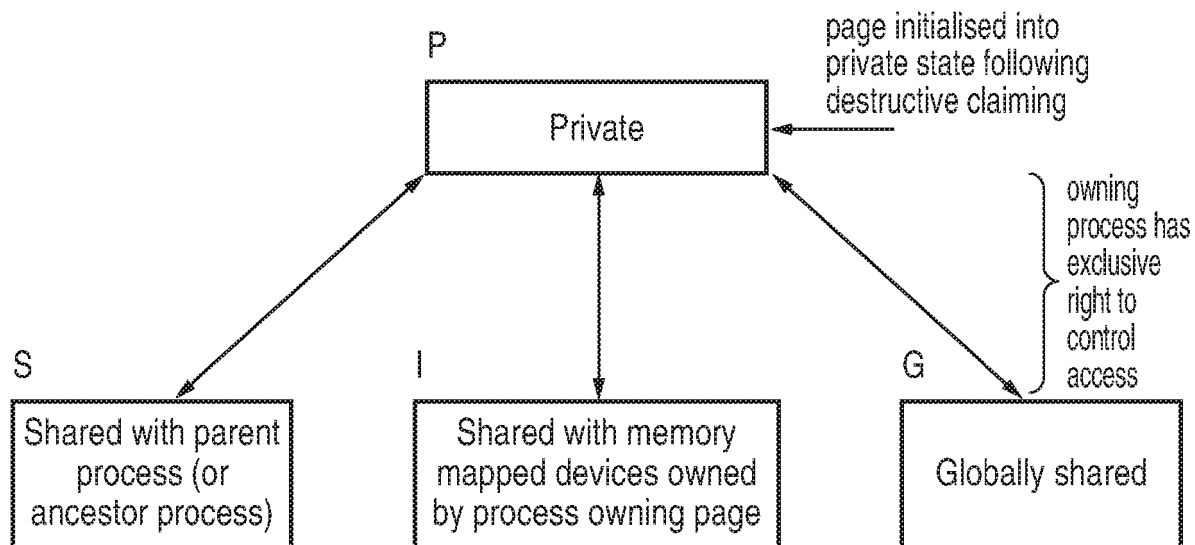 P
page initialised into
private state following
destructive claiming
Private
owning
process has
exclusive
right to
control
access
S
I
G
Shared with parent
process (or
ancestor process)
Shared with memory
mapped devices owned
by process owning page
Globally shared